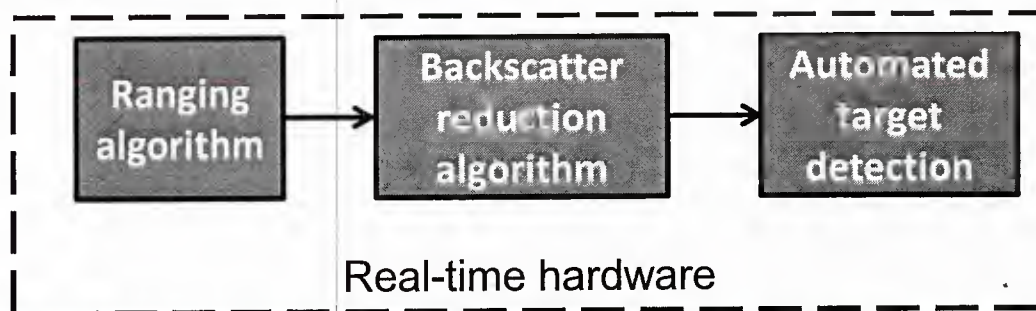 Ranging
algorithm
Backscatter
reduction
algorithm
Automated
target
detection
Real-time hardware